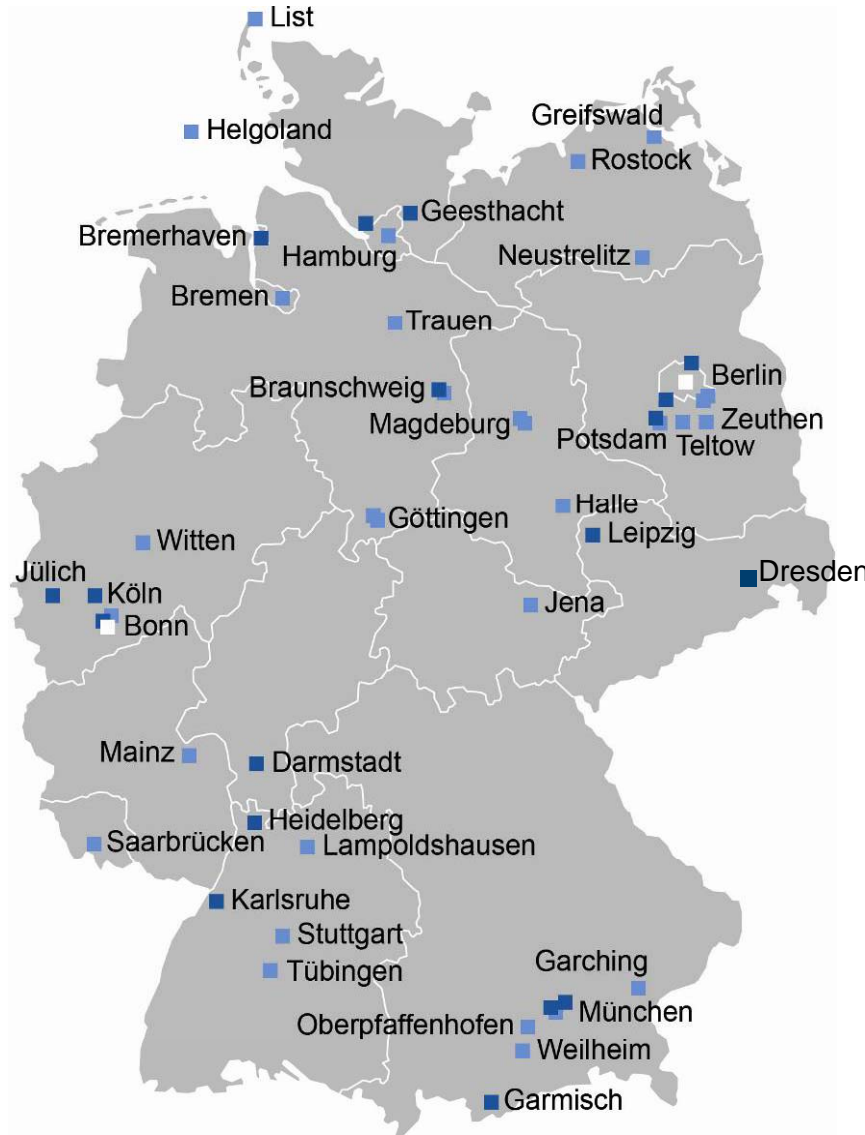 List
Helgoland
Greifswald
Rostock
Geesthacht
Bremerhaven
Hamburg
Neustrelitz
Bremen
Trauen
Berlin
Braunschweig
Magdeburg
Zeuthen
Potsdam
Teltow
Halle
Göttingen
Leipzig
Witten
Jülich
Dresden
Köln
Jena
Bonn
Mainz
Darmstadt
Heidelberg
Saarbrücken
Lampoldshausen
Karlsruhe
Stuttgart
Garching
Tübingen
München
Oberpfaffenhofen
Weilheim
Garmisch